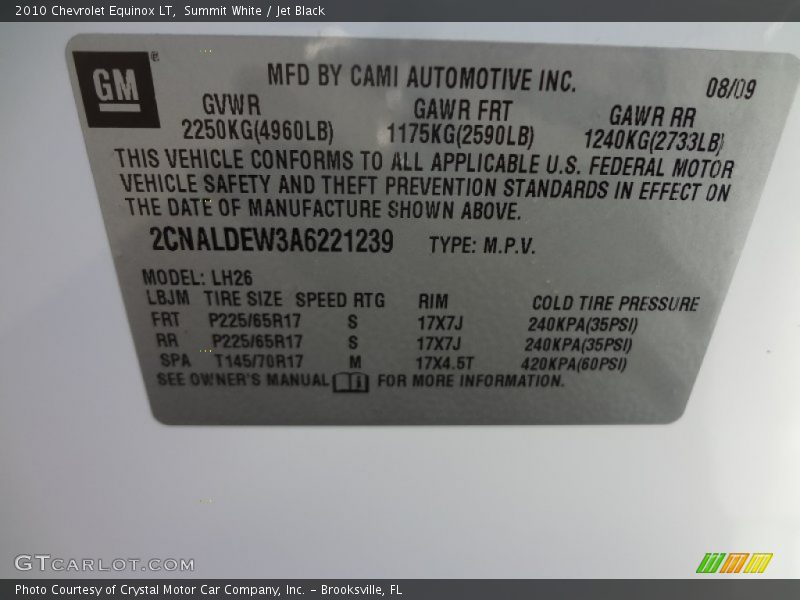 2010 Chevrolet Equinox LT,  Summit White / Jet Black
GM ®
MFD BY CAMI AUTOMOTIVE INC. 08/09
GVWR GAWR FRT GAWR RR
2250KG(4960LB) 1175KG(2590LB) 1240KG(2733LB)
THIS VEHICLE CONFORMS TO ALL APPLICABLE U.S. FEDERAL MOTOR
VEHICLE SAFETY AND THEFT PREVENTION STANDARDS IN EFFECT ON
THE DATE OF MANUFACTURE SHOWN ABOVE.
2CNALDEW3A6221239 TYPE: M.P.V.
MODEL: LH26
LBJM TIRE SIZE SPEED RTG RIM COLD TIRE PRESSURE
FRT P225/65R17 S 17X7J 240KPA(35PSI)
RR P225/65R17 S 17X7J 240KPA(35PSI)
SPA T145/70R17 M 17X4.5T 420KPA(60PSI)
SEE OWNER'S MANUAL FOR MORE INFORMATION.
GTCARLOT.COM
Photo Courtesy of Crystal Motor Car Company, Inc. – Brooksville, FL